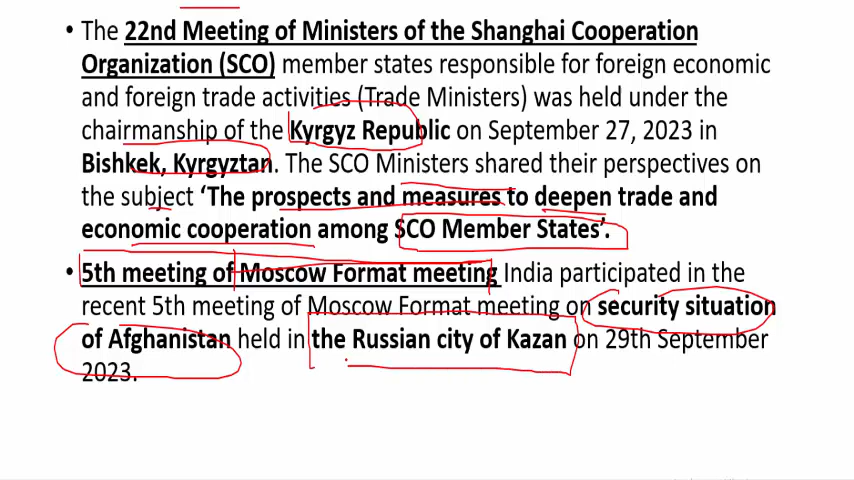 • The 22nd Meeting of Ministers of the Shanghai Cooperation
Organization (SCO) member states responsible for foreign economic
and foreign trade activities (Trade Ministers) was held under the
chairmanship of the Kyrgyz Republic on September 27, 2023 in
Bishkek, Kyrgyztan. The SCO Ministers shared their perspectives on
the subject ‘The prospects and measures to deepen trade and
economic cooperation among SCO Member States’.
• 5th meeting of Moscow Format meeting India participated in the
recent 5th meeting of Moscow Format meeting on security situation
of Afghanistan held in the Russian city of Kazan on 29th September
2023.